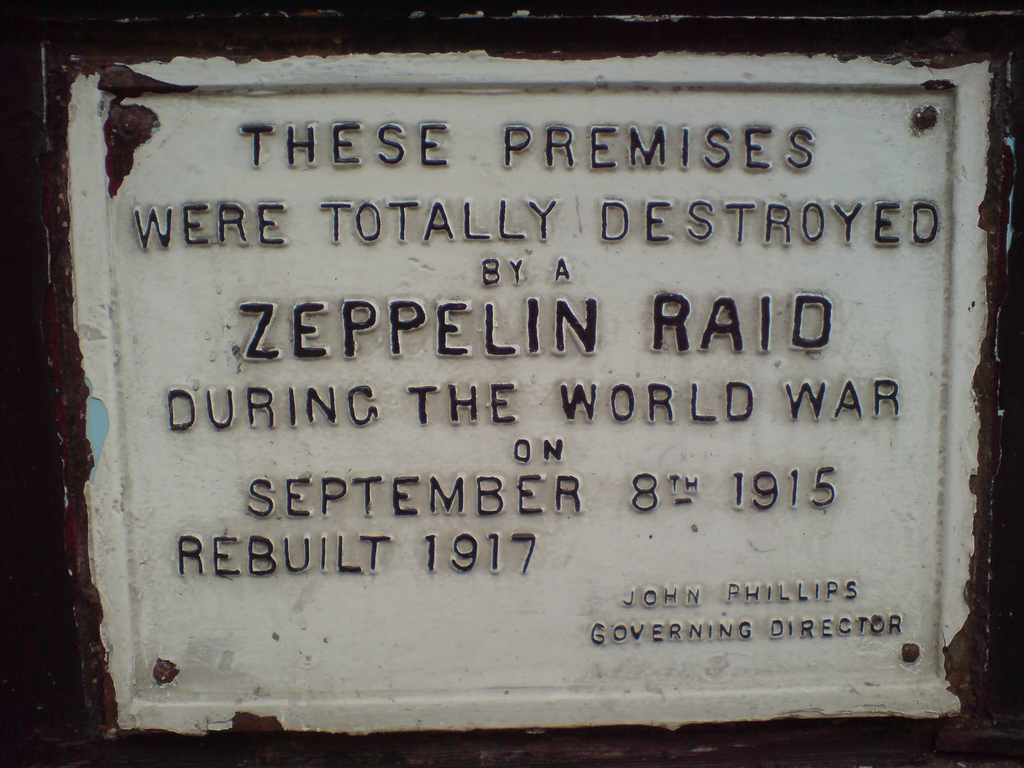 THESE PREMISES
WERE TOTALLY DESTROYED
BY A
ZEPPELIN RAID
DURING THE WORLD WAR
ON
SEPTEMBER 8TH 1915
REBUILT 1917
JOHN PHILLIPS
GOVERNING DIRECTOR